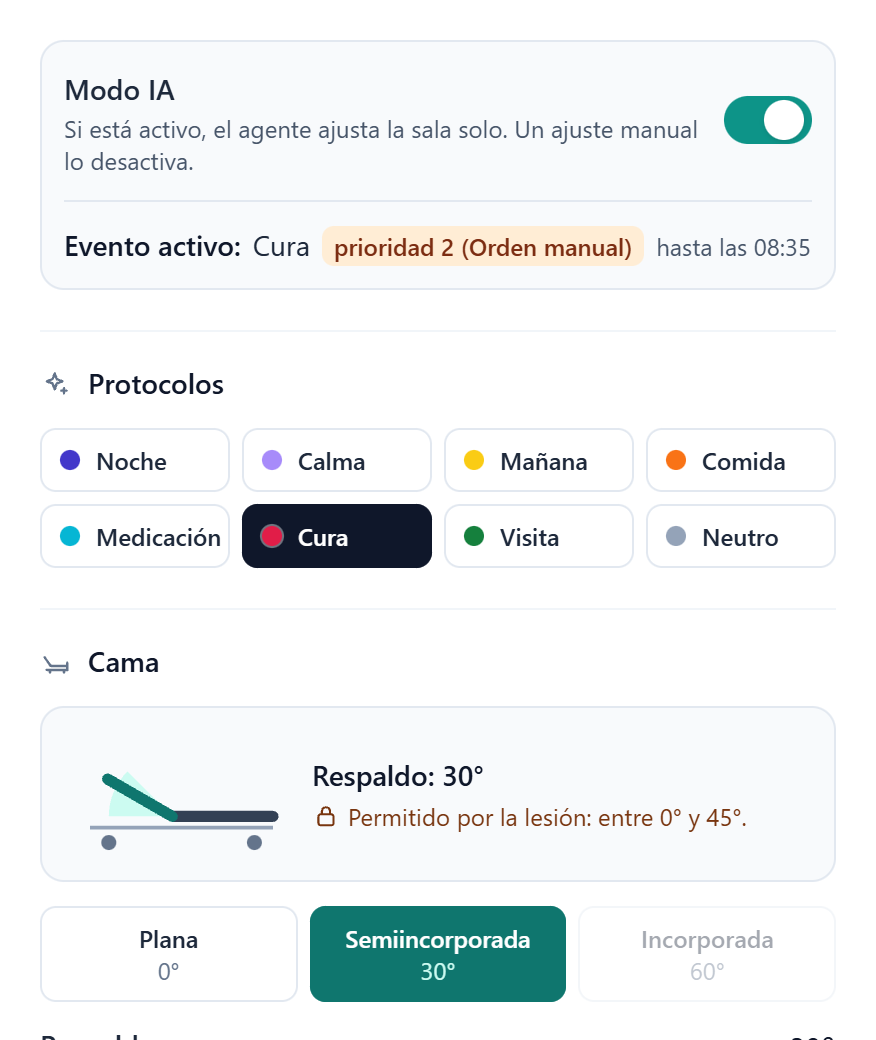 Modo IA
Si está activo, el agente ajusta la sala solo. Un ajuste manual
lo desactiva.
Evento activo: Cura prioridad 2 (Orden manual) hasta las 08:35
Protocolos
Noche Calma Mañana Comida
Medicación Cura Visita Neutro
Cama
Respaldo: 30°
Permitido por la lesión: entre 0° y 45°.
Plana Semiincorporada Incorporada
0° 30° 60°